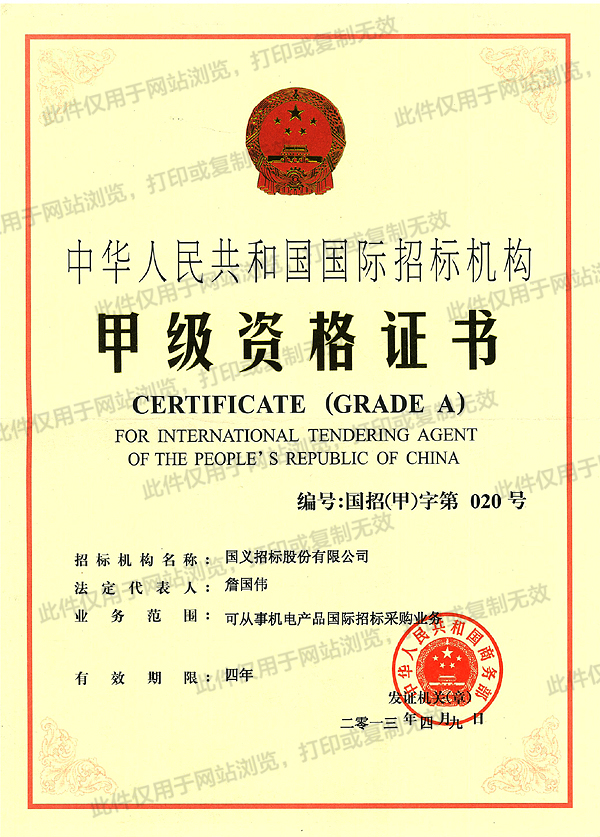 中华人民共和国国际招标机构
甲级资格证书
CERTIFICATE (GRADE A)
FOR INTERNATIONAL TENDERING AGENT
OF THE PEOPLE'S REPUBLIC OF CHINA
编号:国招(甲)字第 020 号
招标机构名称: 国义招标股份有限公司
法定代表人: 詹国伟
业务范围: 可从事机电产品国际招标采购业务
有效期限: 四年
中华人民共和国商务部
发证机关(章)
二零一三年四月九日
此件仅用于网站浏览，打印或复制无效